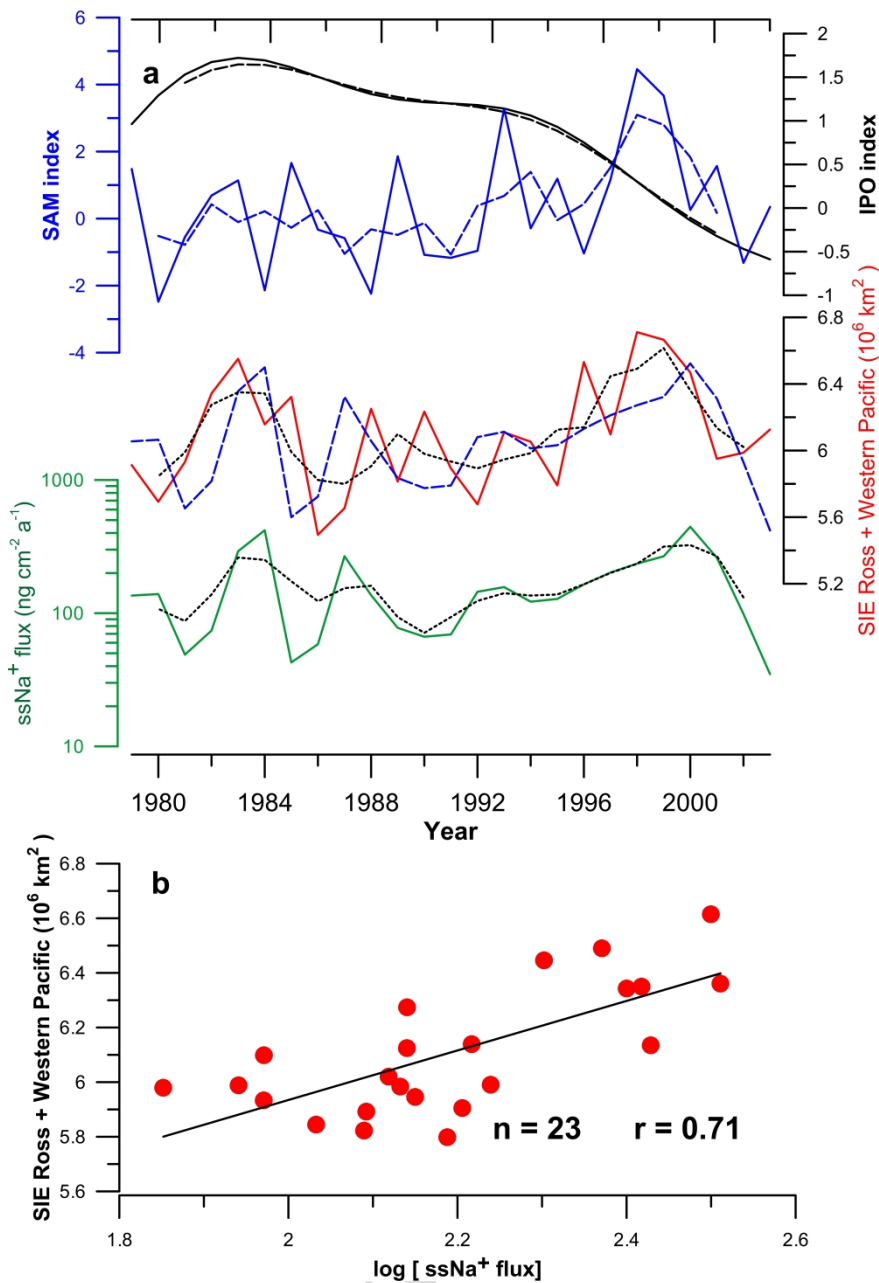 a
6
4
2
0
-2
-4
SAM index
2
1.5
1
0.5
0
-0.5
-1
IPO index
6.8
6.4
6
5.6
5.2
SIE Ross + Western Pacific (10⁶ km²)
1000
100
10
ssNa⁺ flux (ng cm⁻² a⁻¹)
1980 1984 1988 1992 1996 2000
Year
b
6.8
6.6
6.4
6.2
6
5.8
5.6
SIE Ross + Western Pacific (10⁶ km²)
n = 23 r = 0.71
1.8 2 2.2 2.4 2.6
log [ ssNa⁺ flux]